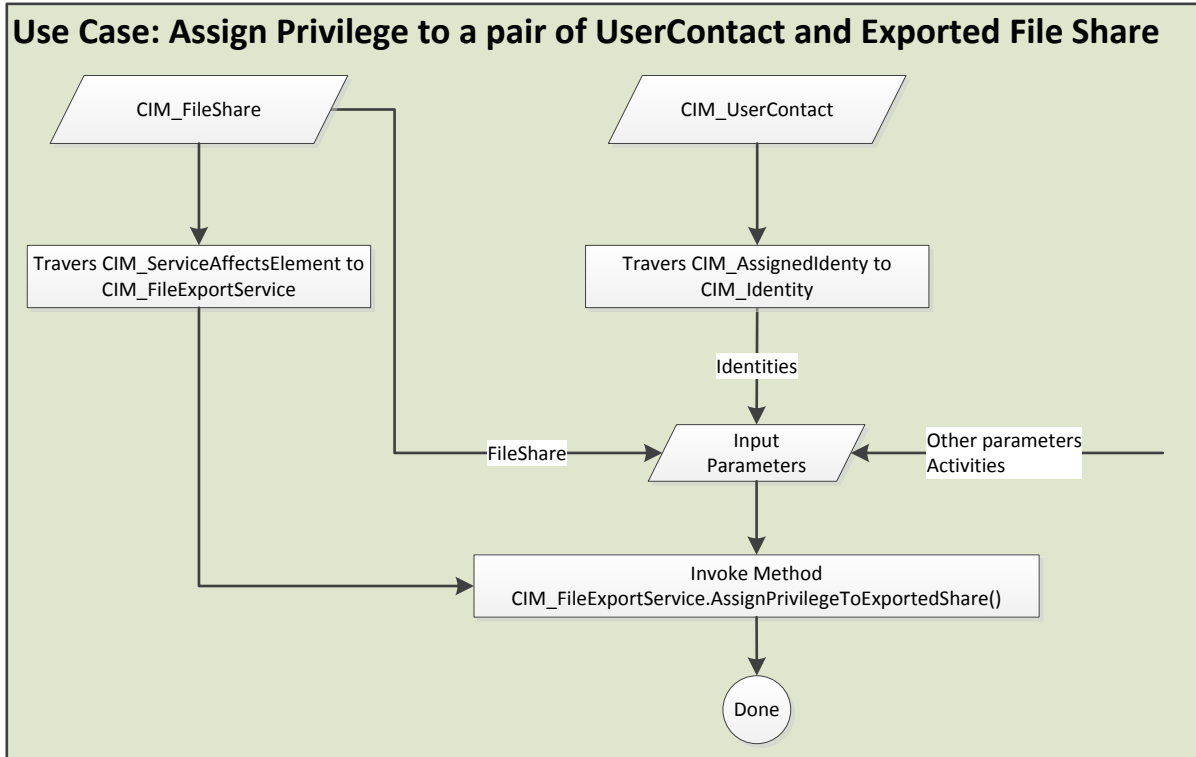 Use Case: Assign Privilege to a pair of UserContact and Exported File Share
CIM_FileShare
CIM_UserContact
Travers CIM_ServiceAffectsElement to
CIM_FileExportService
Travers CIM_AssignedIdenty to
CIM_Identity
Identities
FileShare
Input
Parameters
Other parameters
Activities
Invoke Method
CIM_FileExportService.AssignPrivilegeToExportedShare()
Done